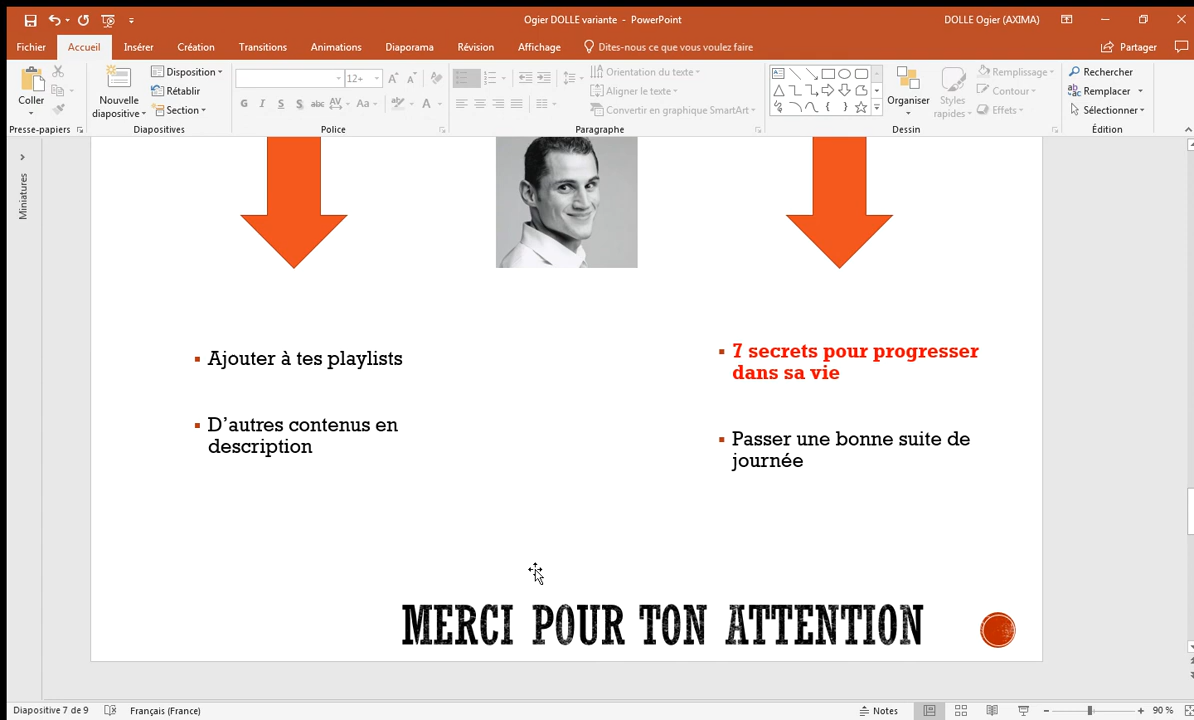 Ogier DOLLE variante - PowerPoint
DOLLE Ogier (AXIMA)
Fichier
Accueil
Insérer
Création
Transitions
Animations
Diaporama
Révision
Affichage
Dites-nous ce que vous voulez faire
Partager
Coller
Nouvelle
diapositive
Disposition
Rétablir
Section
12+
G
I
S
S
abc
AV
Aa
A
Orientation du texte
Aligner le texte
Convertir en graphique SmartArt
Organiser
Styles
rapides
Remplissage
Contour
Effets
Rechercher
Remplacer
Sélectionner
Presse-papiers
Diapositives
Police
Paragraphe
Dessin
Édition
Miniatures
Ajouter à tes playlists
D’autres contenus en
description
7 secrets pour progresser
dans sa vie
Passer une bonne suite de
journée
MERCI POUR TON ATTENTION
Diapositive 7 de 9
Français (France)
Notes
90 %